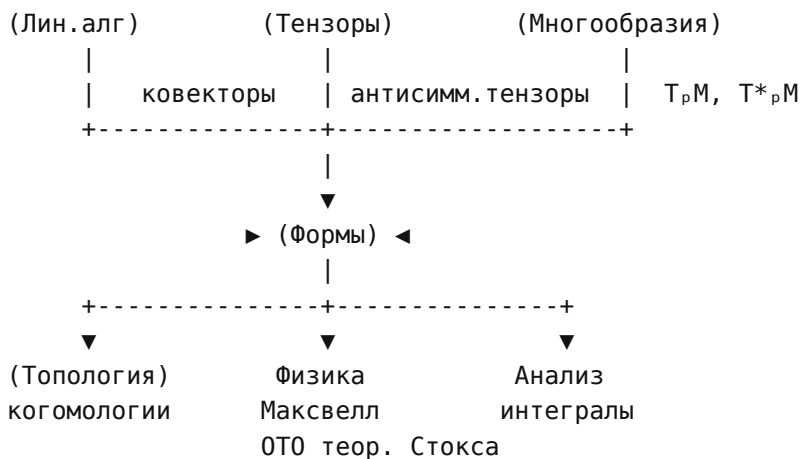 (Лин.алг) (Тензоры) (Многообразия)
ковекторы антисимм.тензоры TₚM, T*ₚM
(Формы)
(Топология) Физика Анализ
когомологии Максвелл интегралы
ОТО теор. Стокса